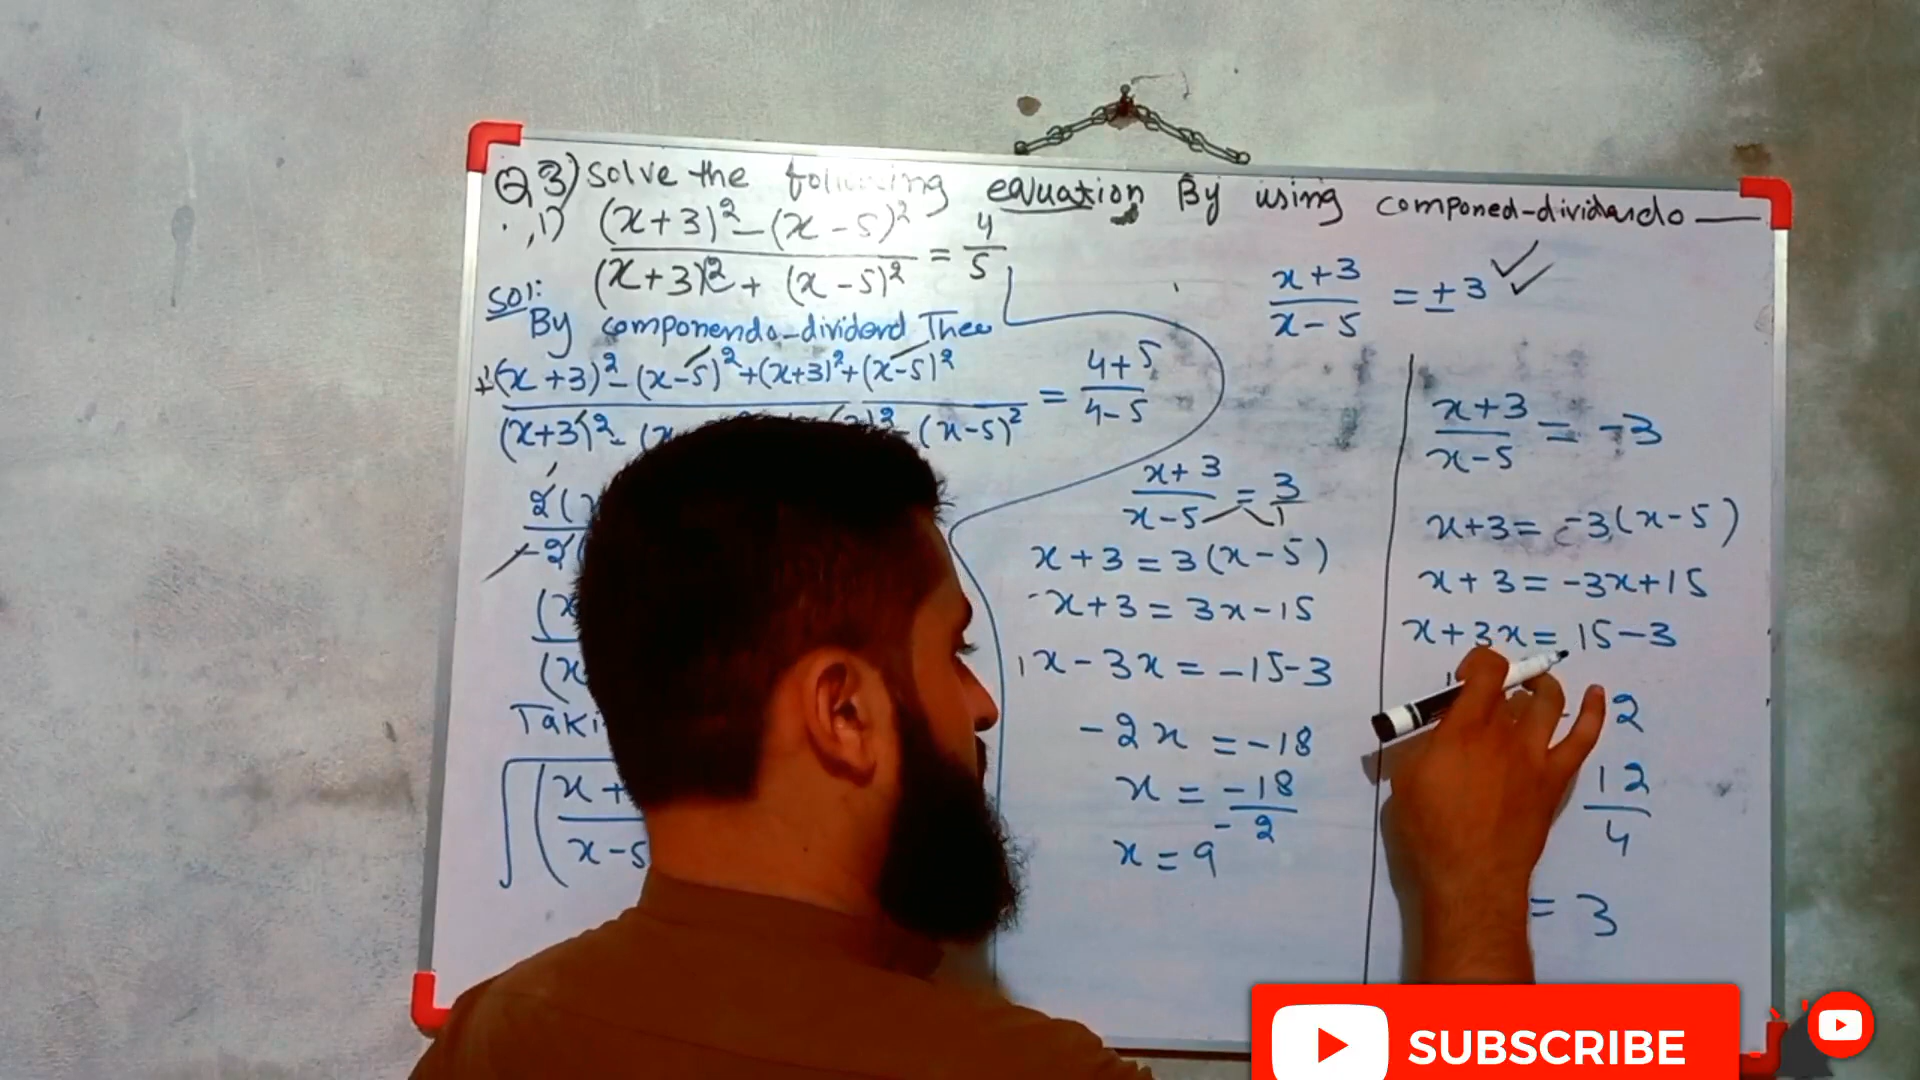 Q3) Solve the following equation By using componed-dividendo
,1) (x+3)² - (x-5)² / (x+3)² + (x-5)² = 4/5
Sol:
By componendo-dividend Thee
(x+3)² - (x-5)² + (x+3)² + (x-5)² / (x+3)² - (x-5)² = 4+5 / 4-5
2(
-2(
(x
(x
Taki
√( x+ / x-5
x+3 / x-5 = ±3
x+3 / x-5 = 3/1
x+3 = 3(x-5)
x+3 = 3x-15
x-3x = -15-3
-2x = -18
x = -18 / -2
x = 9
x+3 / x-5 = -3
x+3 = -3(x-5)
x+3 = -3x+15
x+3x = 15-3
2
12 / 4
= 3
SUBSCRIBE